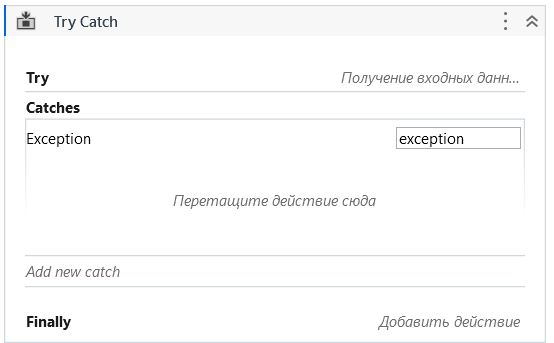 Try Catch
Try Получение входных данн...
Catches
Exception exception
Перетащите действие сюда
Add new catch
Finally Добавить действие